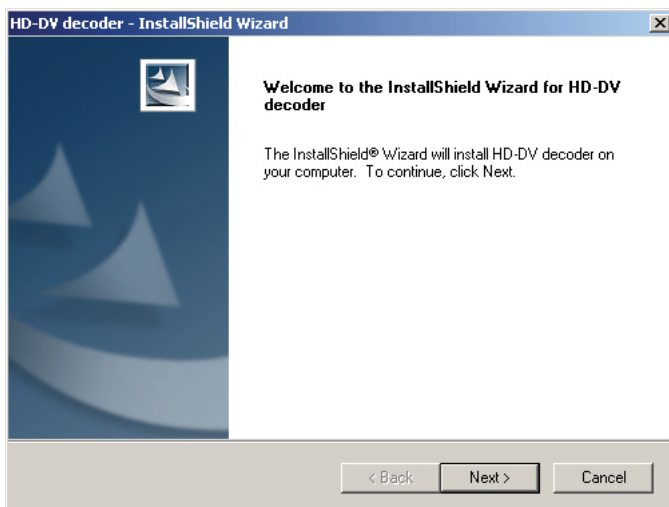 HD-DV decoder - InstallShield Wizard
Welcome to the InstallShield Wizard for HD-DV
decoder
The InstallShield® Wizard will install HD-DV decoder on
your computer. To continue, click Next.
< Back Next > Cancel